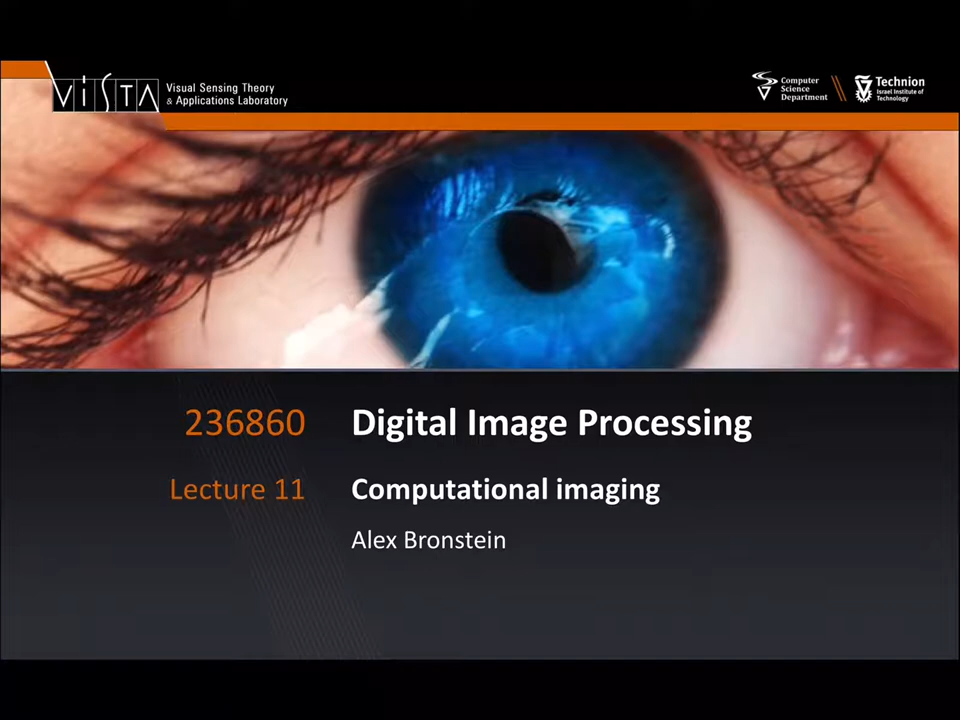 VISTA
Visual Sensing Theory
& Applications Laboratory
Computer
Science
Department
Technion
Israel Institute of
Technology
236860 Digital Image Processing
Lecture 11 Computational imaging
Alex Bronstein